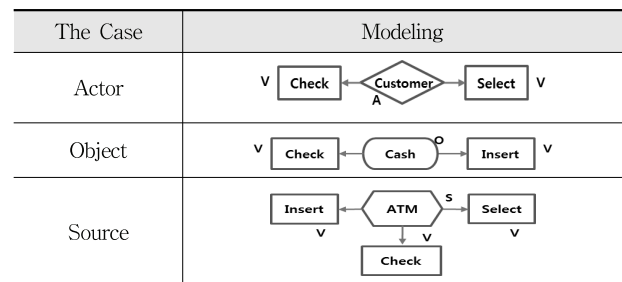 The Case Modeling
Actor
V Check Customer Select V
A
Object
V Check Cash O Insert V
Source
Insert ATM S Select
V V V
Check